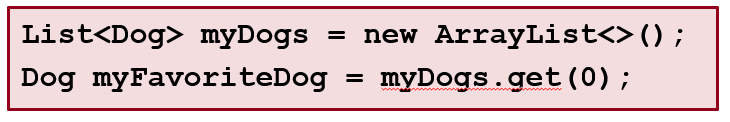 List<Dog> myDogs = new ArrayList<>();
Dog myFavoriteDog = myDogs.get(0);